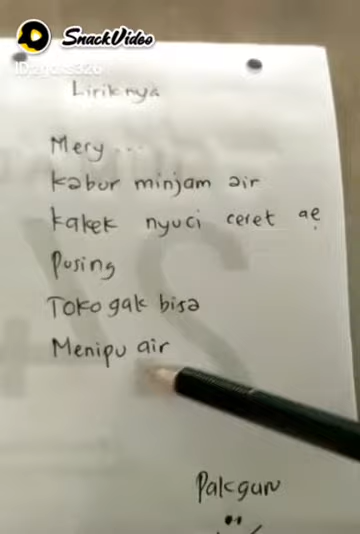 SnackVideo
Liriknya
Mery...
kabur minjam air
kakek nyuci ceret ae
Pusing
Toko gak bisa
Menipu air
Pakgun